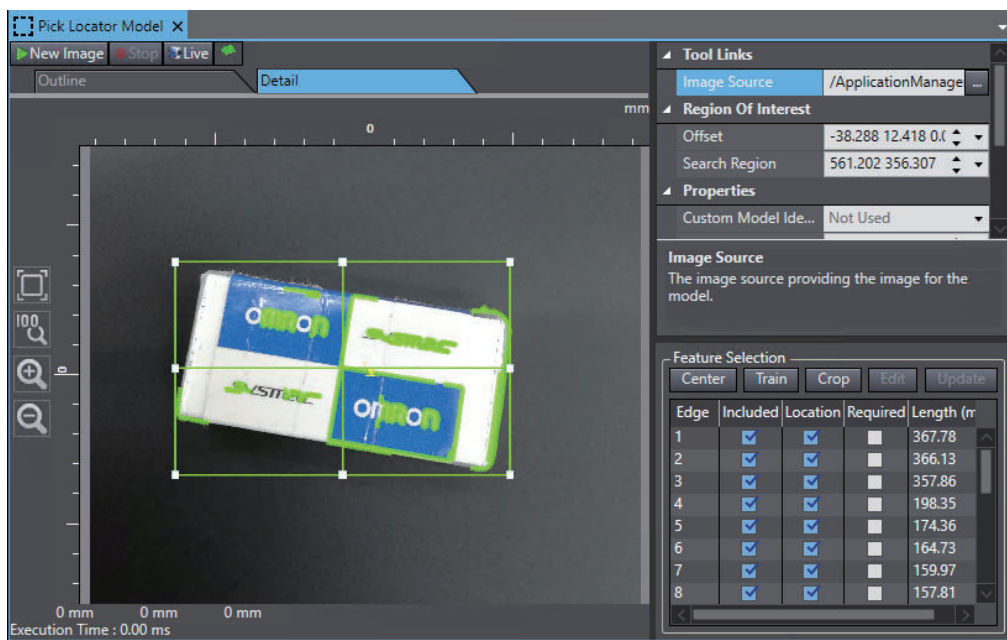 Pick Locator Model
New Image Stop Live
Outline Detail
mm
0
0
OMRON
SYSMAC
SYSMAC
OMRON
100
0 mm 0 mm 0 mm
Execution Time : 0.00 ms
Tool Links
Image Source /ApplicationManage ...
Region Of Interest
Offset -38.288 12.418 0.(
Search Region 561.202 356.307
Properties
Custom Model Ide... Not Used
Image Source
The image source providing the image for the
model.
Feature Selection
Center Train Crop Edit Update
Edge Included Location Required Length (m
1 367.78
2 366.13
3 357.86
4 198.35
5 174.36
6 164.73
7 159.97
8 157.81